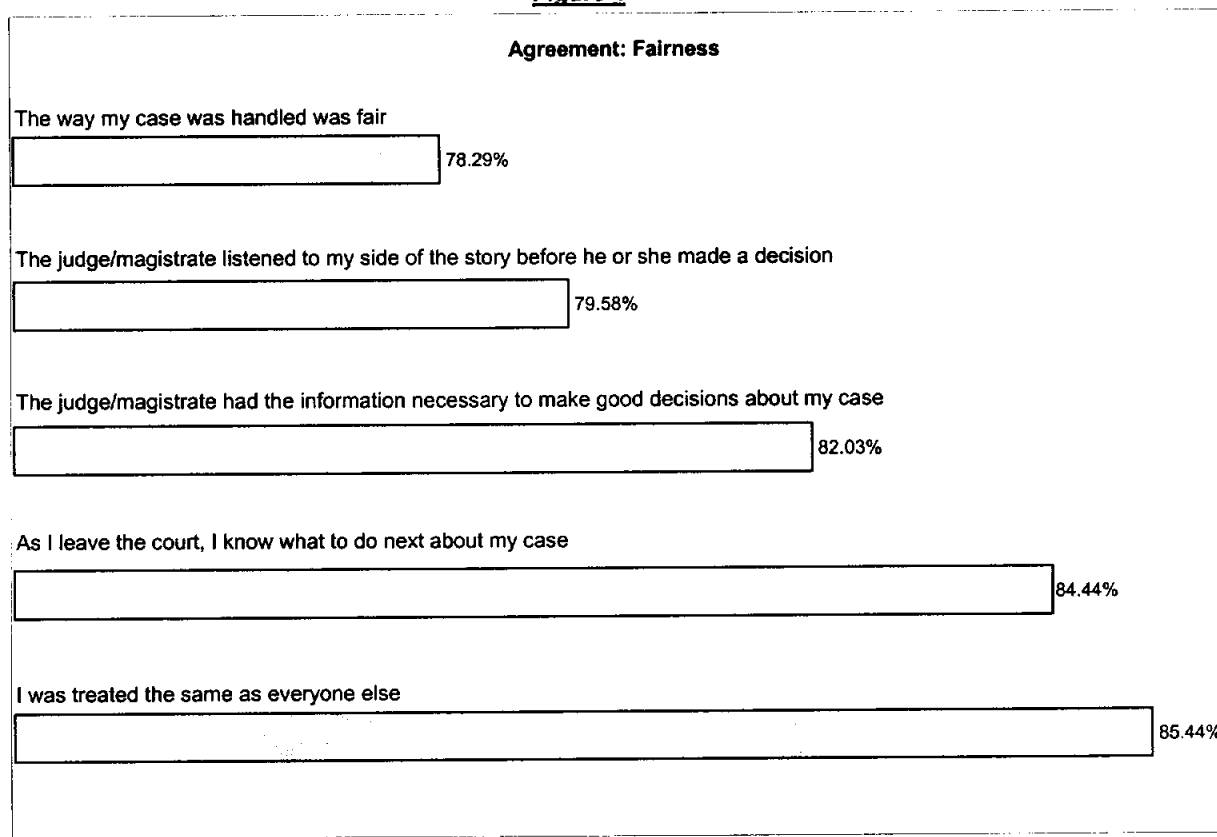 Agreement: Fairness
The way my case was handled was fair
78.29%
The judge/magistrate listened to my side of the story before he or she made a decision
79.58%
The judge/magistrate had the information necessary to make good decisions about my case
82.03%
As I leave the court, I know what to do next about my case
84.44%
I was treated the same as everyone else
85.44%